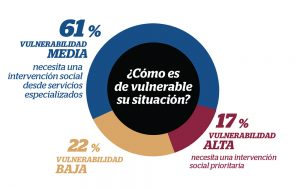 61 %
VULNERABILIDAD
MEDIA
necesita una
intervención social
desde servicios
especializados
¿Cómo es
de vulnerable
su situación?
22 %
VULNERABILIDAD
BAJA
17 %
VULNERABILIDAD
ALTA
necesita una intervención
social prioritaria